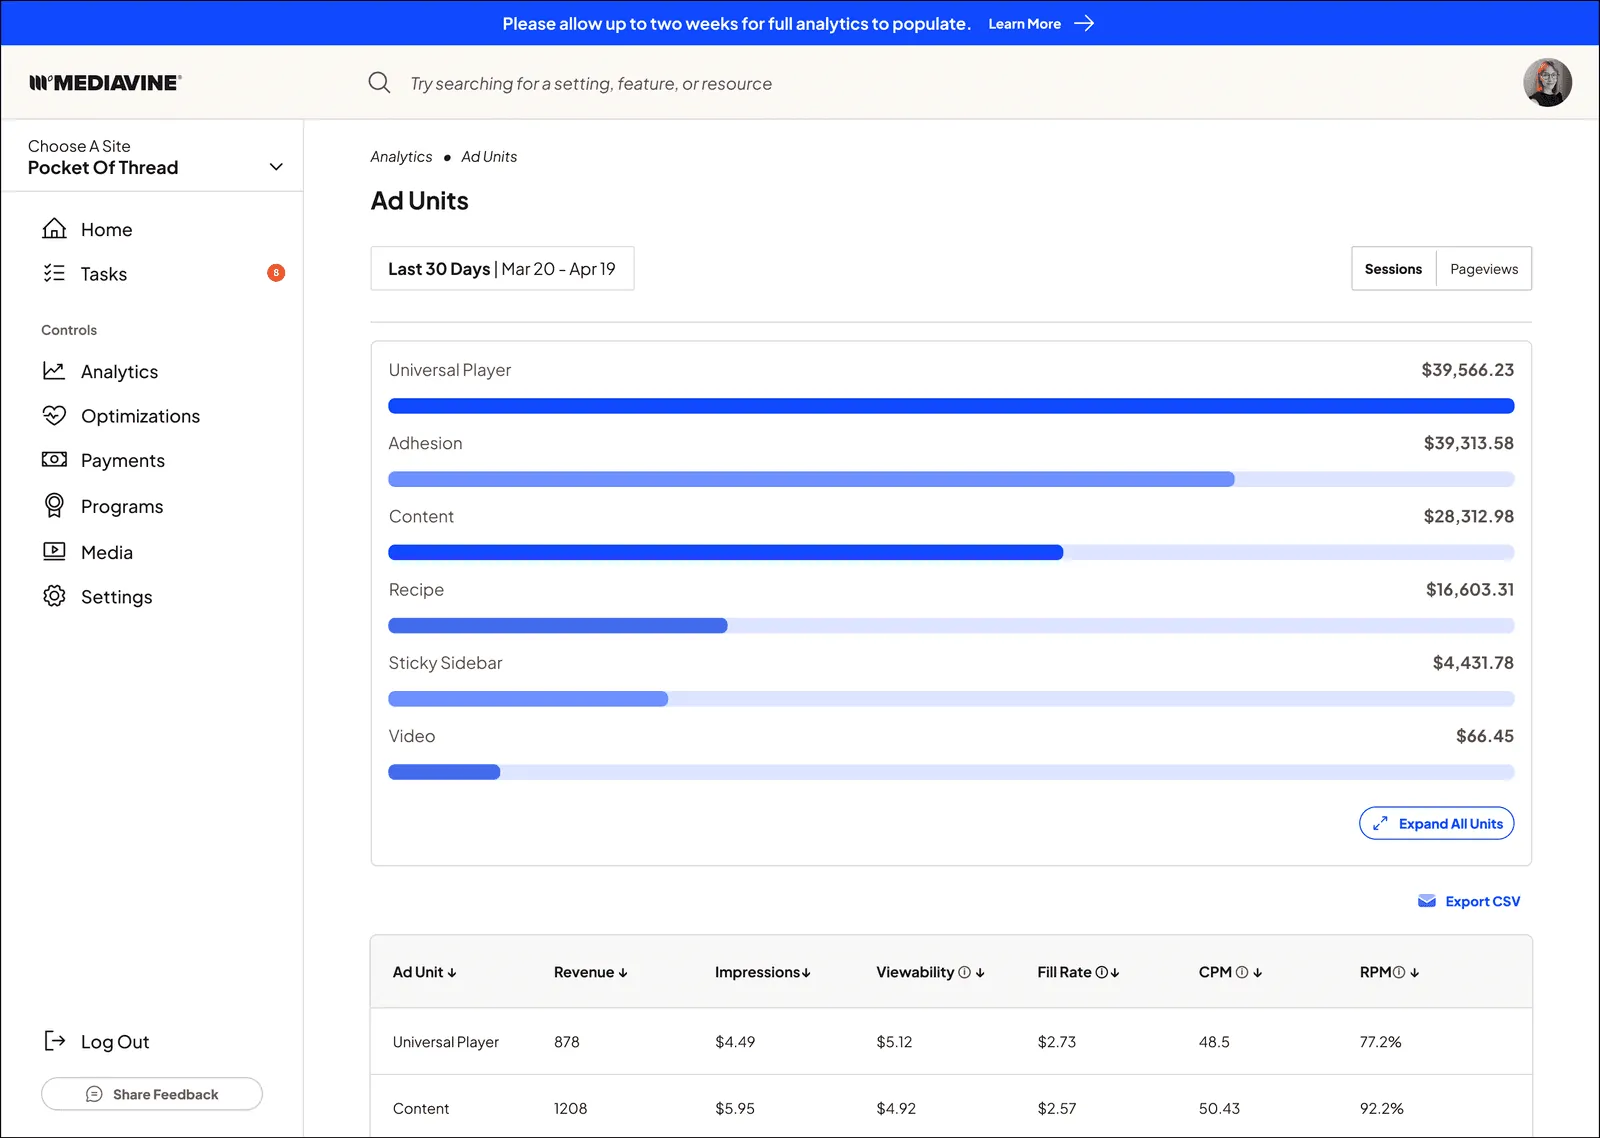 Please allow up to two weeks for full analytics to populate. Learn More
MEDIAVINE
Try searching for a setting, feature, or resource
Choose A Site
Pocket Of Thread
Home
Tasks 8
Controls
Analytics
Optimizations
Payments
Programs
Media
Settings
Log Out
Share Feedback
Analytics • Ad Units
Ad Units
Last 30 Days | Mar 20 - Apr 19
Sessions Pageviews
Universal Player $39,566.23
Adhesion $39,313.58
Content $28,312.98
Recipe $16,603.31
Sticky Sidebar $4,431.78
Video $66.45
Expand All Units
Export CSV
Ad Unit ↓ Revenue ↓ Impressions ↓ Viewability ⓘ ↓ Fill Rate ⓘ ↓ CPM ⓘ ↓ RPM ⓘ ↓
Universal Player 878 $4.49 $5.12 $2.73 48.5 77.2%
Content 1208 $5.95 $4.92 $2.57 50.43 92.2%